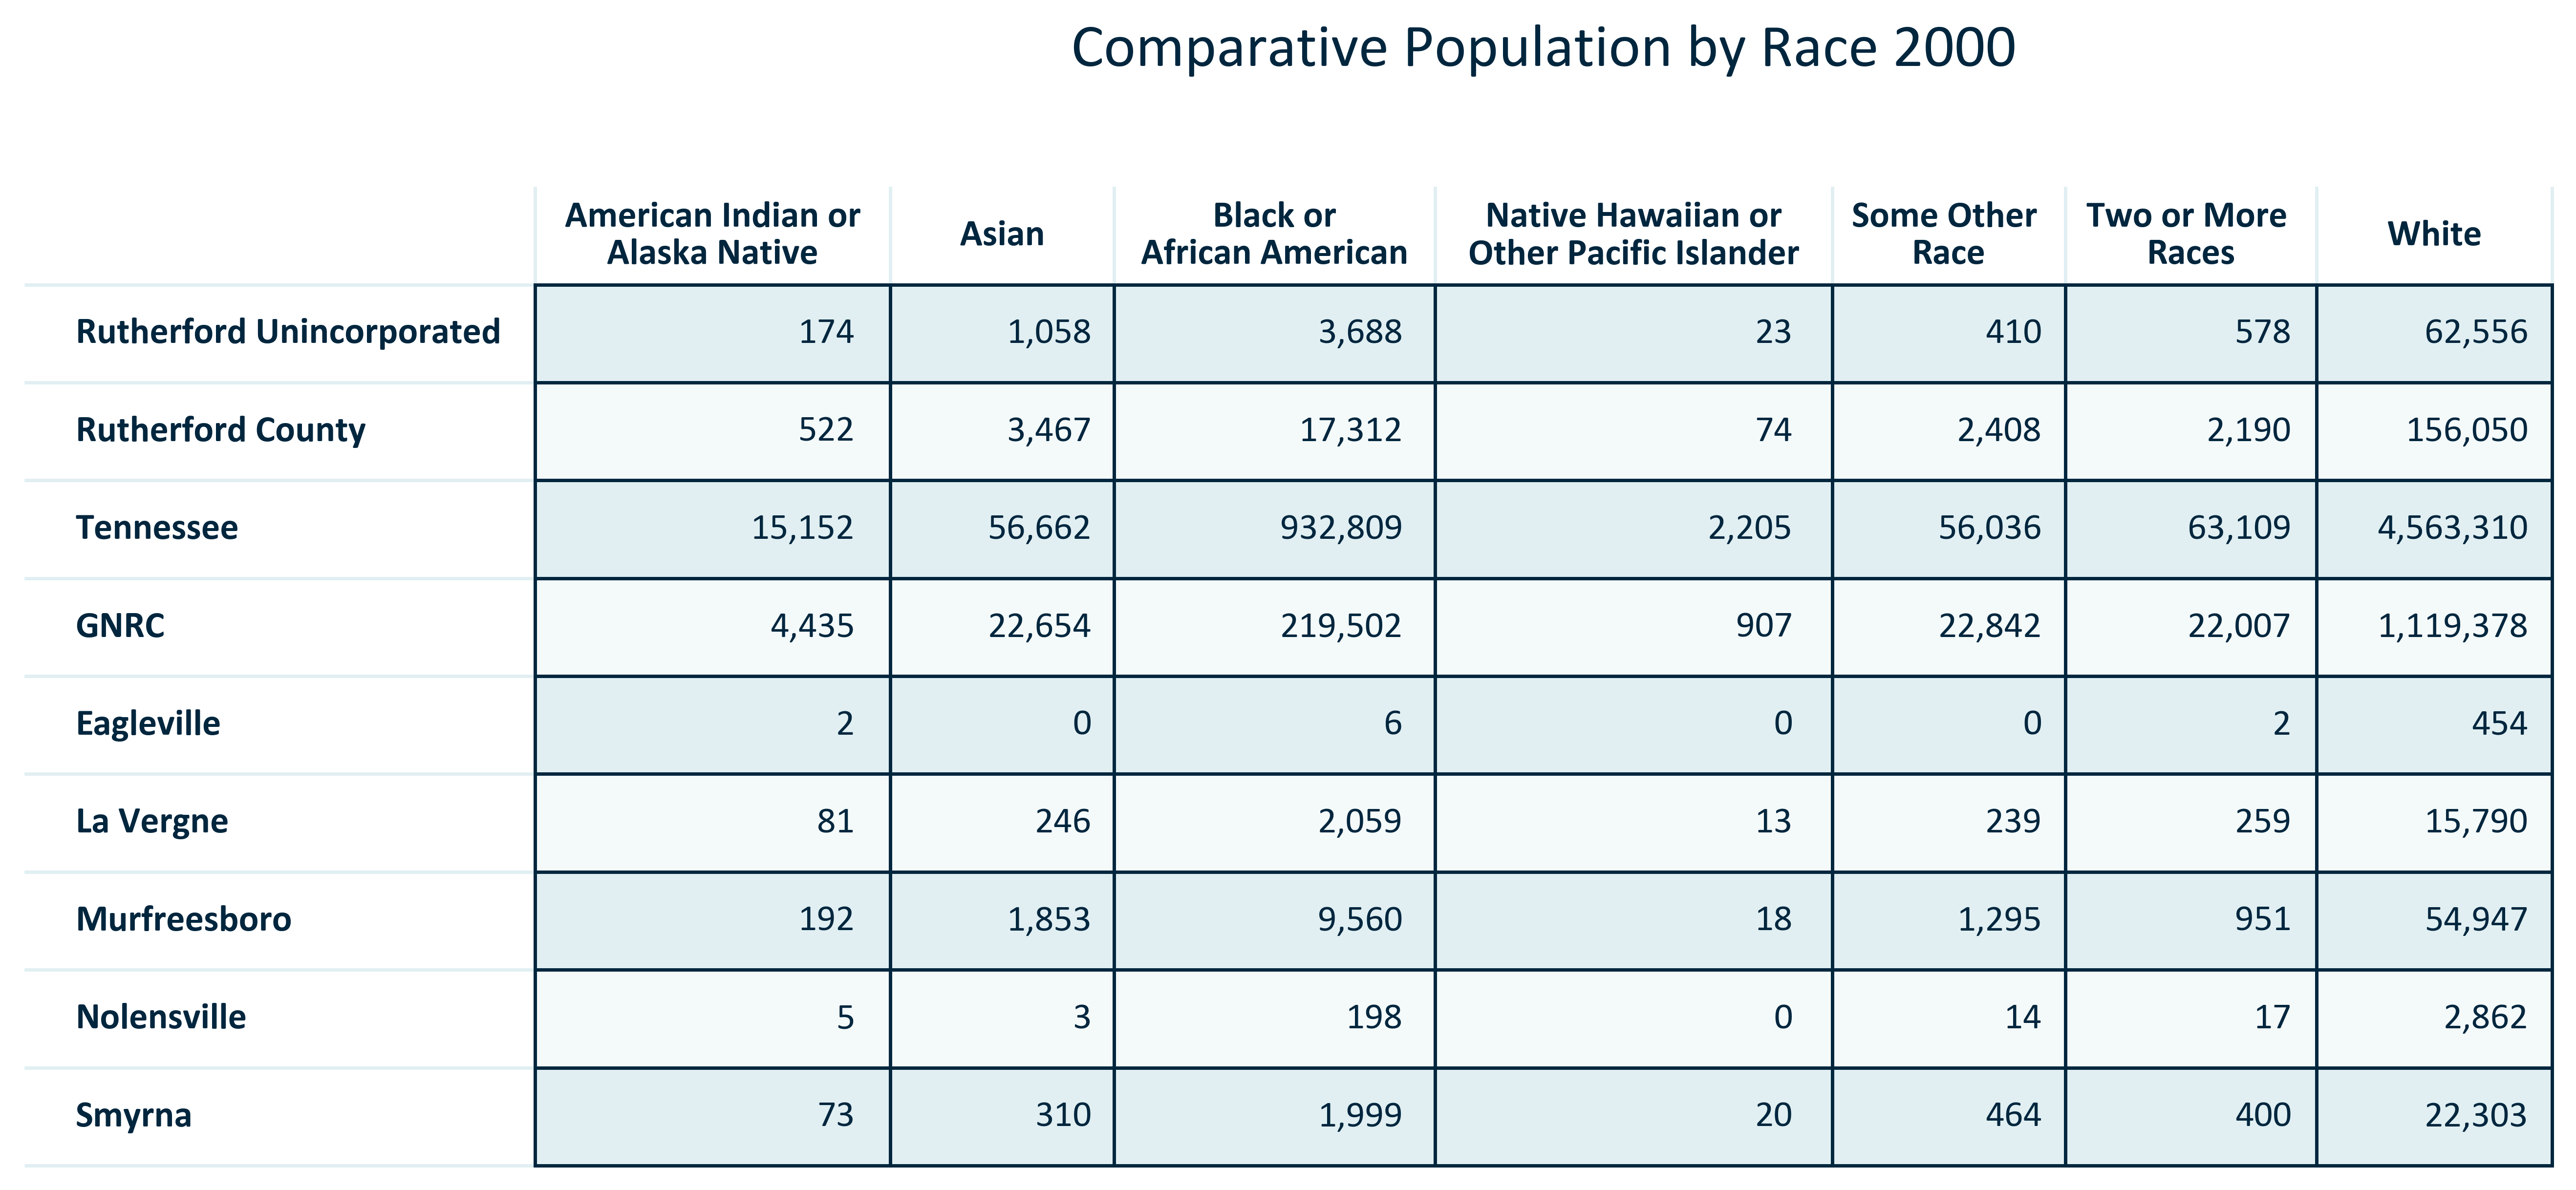 Comparative Population by Race 2000
American Indian or Alaska Native Asian Black or African American Native Hawaiian or Other Pacific Islander Some Other Race Two or More Races White
Rutherford Unincorporated 174 1,058 3,688 23 410 578 62,556
Rutherford County 522 3,467 17,312 74 2,408 2,190 156,050
Tennessee 15,152 56,662 932,809 2,205 56,036 63,109 4,563,310
GNRC 4,435 22,654 219,502 907 22,842 22,007 1,119,378
Eagleville 2 0 6 0 0 2 454
La Vergne 81 246 2,059 13 239 259 15,790
Murfreesboro 192 1,853 9,560 18 1,295 951 54,947
Nolensville 5 3 198 0 14 17 2,862
Smyrna 73 310 1,999 20 464 400 22,303